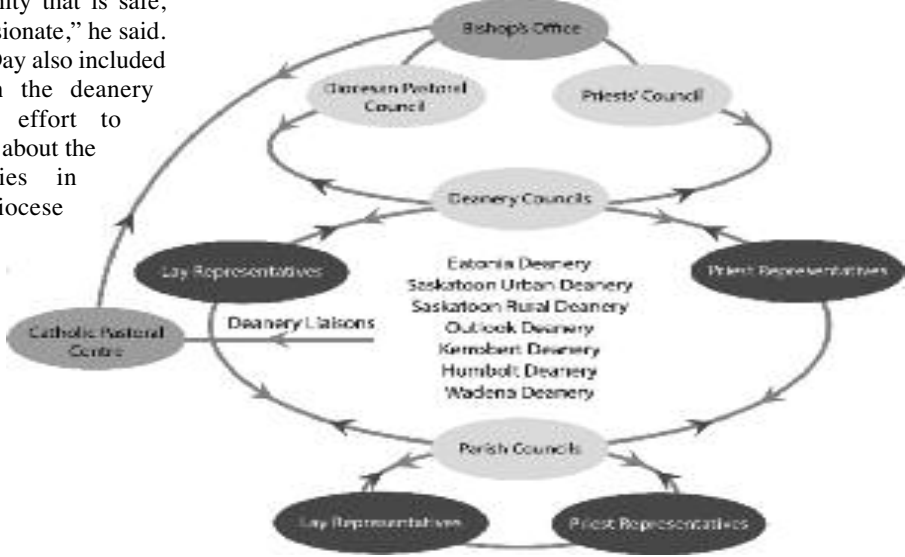 nity that is safe,
sionate,” he said.
Day also included
the deanery
effort to
about the
ies in
iocese
Bishop's Office
Diocesan Pastoral
Council
Priests' Council
Deanery Councils
Lay Representatives
Priest Representatives
Eatonia Deanery
Saskatoon Urban Deanery
Saskatoon Rural Deanery
Outlook Deanery
Kerrobert Deanery
Humbolt Deanery
Wadena Deanery
Deanery Liaisons
Catholic Pastoral
Centre
Parish Councils
Lay Representatives
Priest Representatives